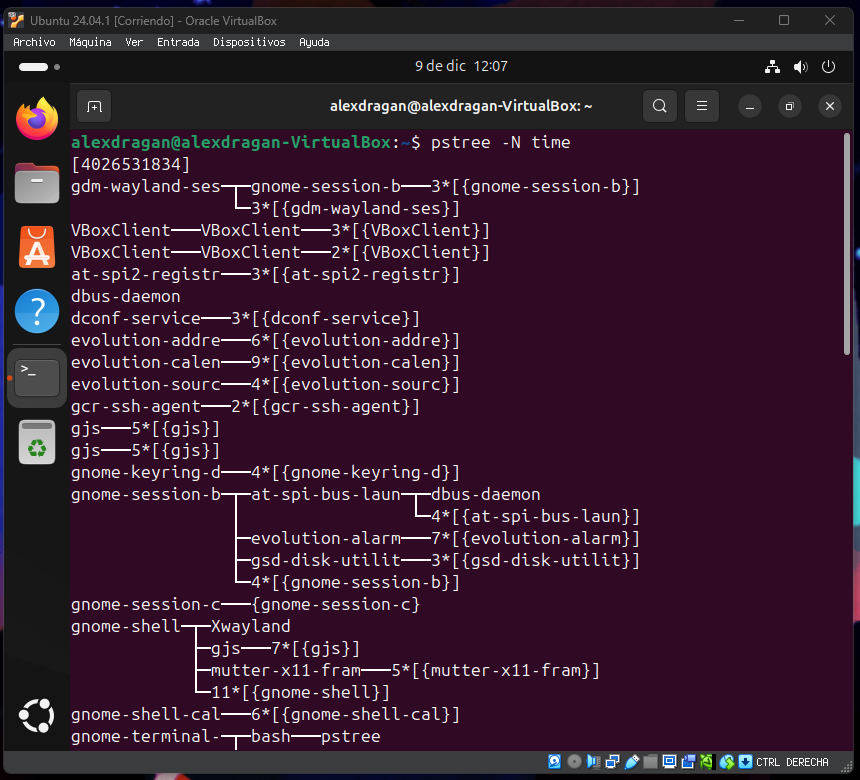 Ubuntu 24.04.1 [Corriendo] - Oracle VirtualBox
Archivo Máquina Ver Entrada Dispositivos Ayuda
9 de dic 12:07
alexdragan@alexdragan-VirtualBox: ~
alexdragan@alexdragan-VirtualBox:~$ pstree -N time
[4026531834]
gdm-wayland-ses─┬─gnome-session-b───3*[{gnome-session-b}]
                └─3*[{gdm-wayland-ses}]
VBoxClient───VBoxClient───3*[{VBoxClient}]
VBoxClient───VBoxClient───2*[{VBoxClient}]
at-spi2-registr───3*[{at-spi2-registr}]
dbus-daemon
dconf-service───3*[{dconf-service}]
evolution-addre───6*[{evolution-addre}]
evolution-calen───9*[{evolution-calen}]
evolution-sourc───4*[{evolution-sourc}]
gcr-ssh-agent───2*[{gcr-ssh-agent}]
gjs───5*[{gjs}]
gjs───5*[{gjs}]
gnome-keyring-d───4*[{gnome-keyring-d}]
gnome-session-b─┬─at-spi-bus-laun─┬─dbus-daemon
                │                 └─4*[{at-spi-bus-laun}]
                ├─evolution-alarm───7*[{evolution-alarm}]
                ├─gsd-disk-utilit───3*[{gsd-disk-utilit}]
                └─4*[{gnome-session-b}]
gnome-session-c───{gnome-session-c}
gnome-shell─┬─Xwayland
            ├─gjs───7*[{gjs}]
            ├─mutter-x11-fram───5*[{mutter-x11-fram}]
            └─11*[{gnome-shell}]
gnome-shell-cal───6*[{gnome-shell-cal}]
gnome-terminal-─┬─bash───pstree
CTRL DERECHA